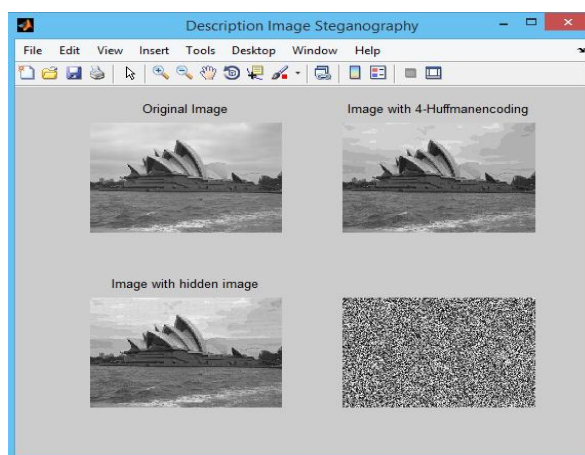 Description Image Steganography
File Edit View Insert Tools Desktop Window Help
Original Image
Image with 4-Huffmanencoding
Image with hidden image